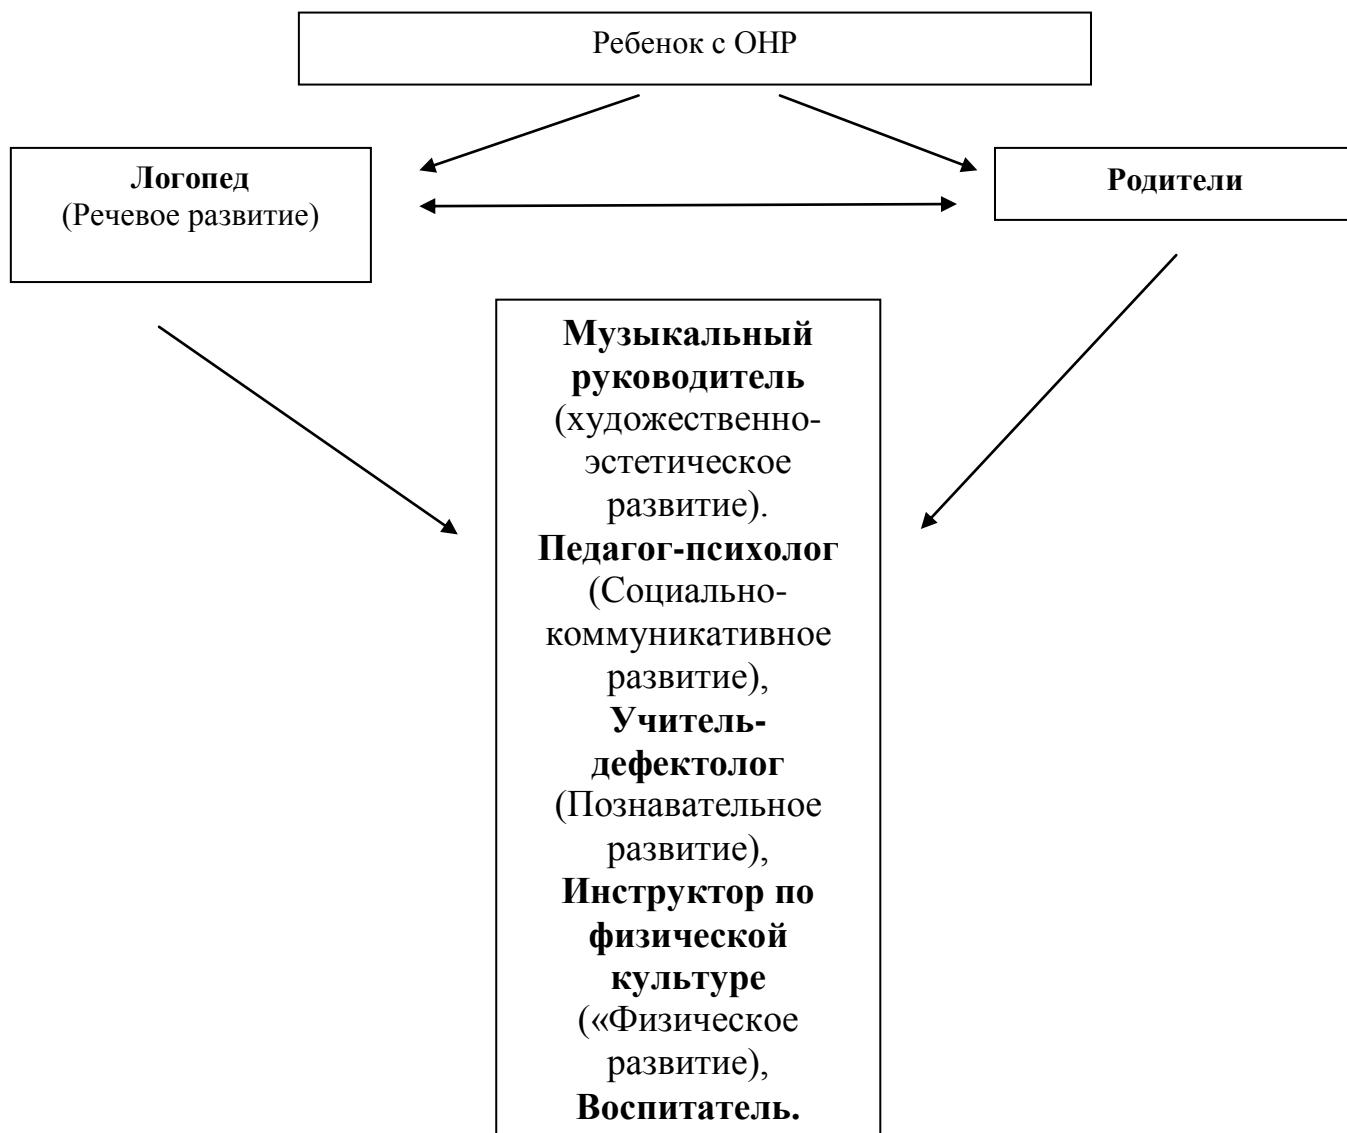 Ребенок с ОНР
Логопед
(Речевое развитие)
Родители
Музыкальный
руководитель
(художественно-
эстетическое
развитие).
Педагог-психолог
(Социально-
коммуникативное
развитие),
Учитель-
дефектолог
(Познавательное
развитие),
Инструктор по
физической
культуре
(«Физическое
развитие),
Воспитатель.